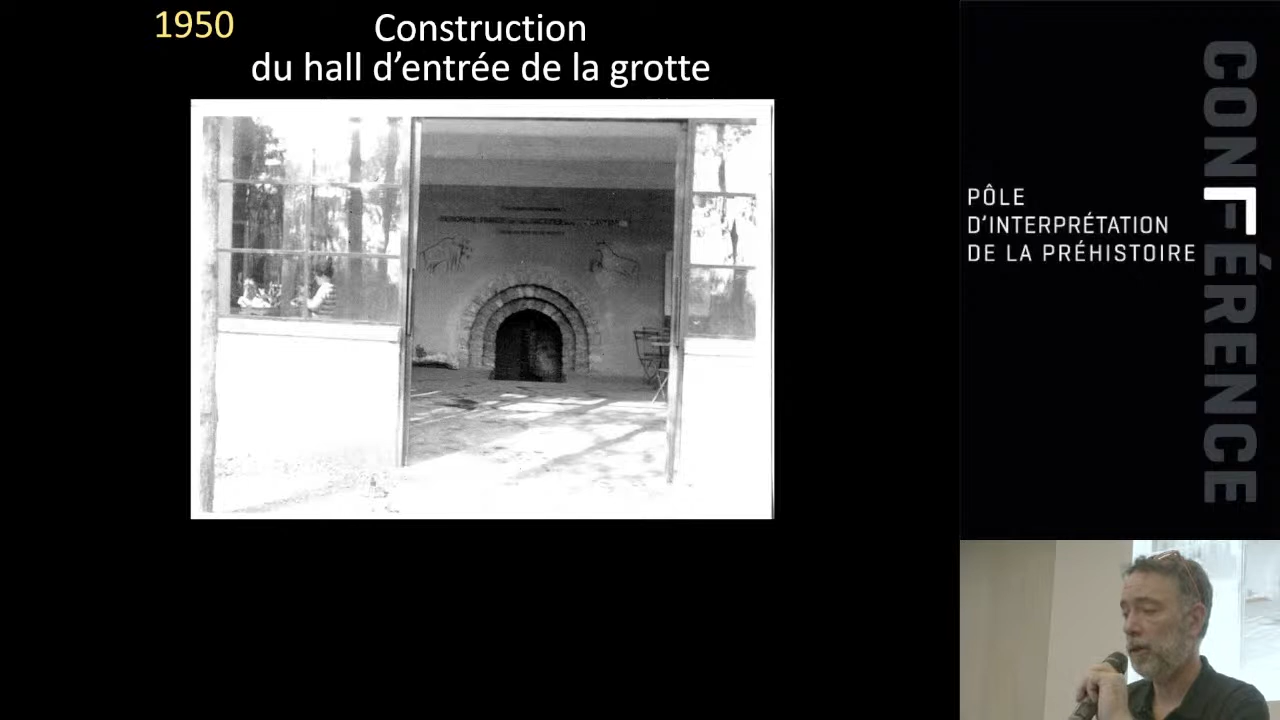 1950
Construction
du hall d’entrée de la grotte
PÔLE
D’INTERPRÉTATION
DE LA PRÉHISTOIRE
CONFÉRENCE